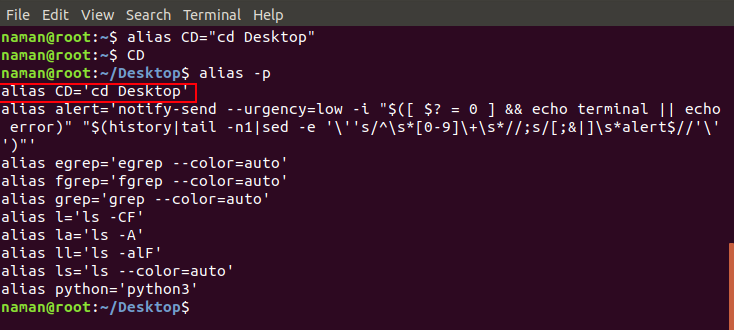 File Edit View Search Terminal Help
naman@root:~$ alias CD="cd Desktop"
naman@root:~$ CD
naman@root:~/Desktop$ alias -p
alias CD='cd Desktop'
alias alert='notify-send --urgency=low -i "$([ $? = 0 ] && echo terminal || echo
 error)" "$(history|tail -n1|sed -e '\''s/^\s*[0-9]\+\s*//;s/[;&|]\s*alert$//'\'
')"'
alias egrep='egrep --color=auto'
alias fgrep='fgrep --color=auto'
alias grep='grep --color=auto'
alias l='ls -CF'
alias la='ls -A'
alias ll='ls -alF'
alias ls='ls --color=auto'
alias python='python3'
naman@root:~/Desktop$